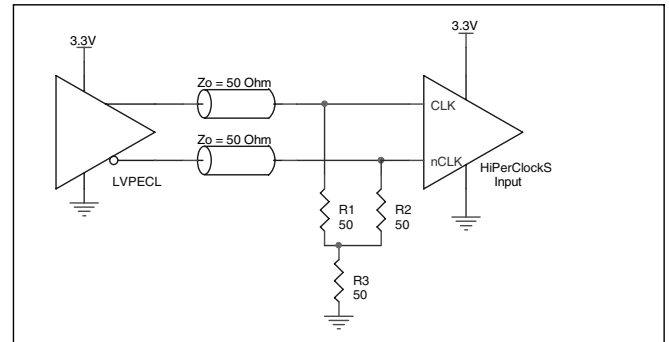 3.3V
3.3V
Zo = 50 Ohm
CLK
Zo = 50 Ohm
nCLK
LVPECL
HiPerClockS
Input
R1
50
R2
50
R3
50